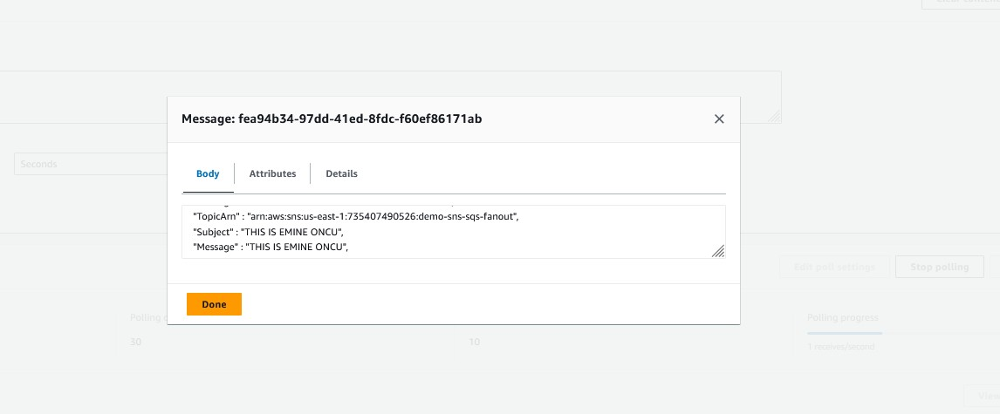 Message: fea94b34-97dd-41ed-8fdc-f60ef86171ab
Seconds
Body
Attributes
Details
"TopicArn" : "arn:aws:sns:us-east-1:735407490526:demo-sns-sqs-fanout",
"Subject" : "THIS IS EMINE ONCU",
"Message" : "THIS IS EMINE ONCU",
Edit poll settings
Stop polling
Done
Polling
Polling progress
30
10
1 receives/second
View